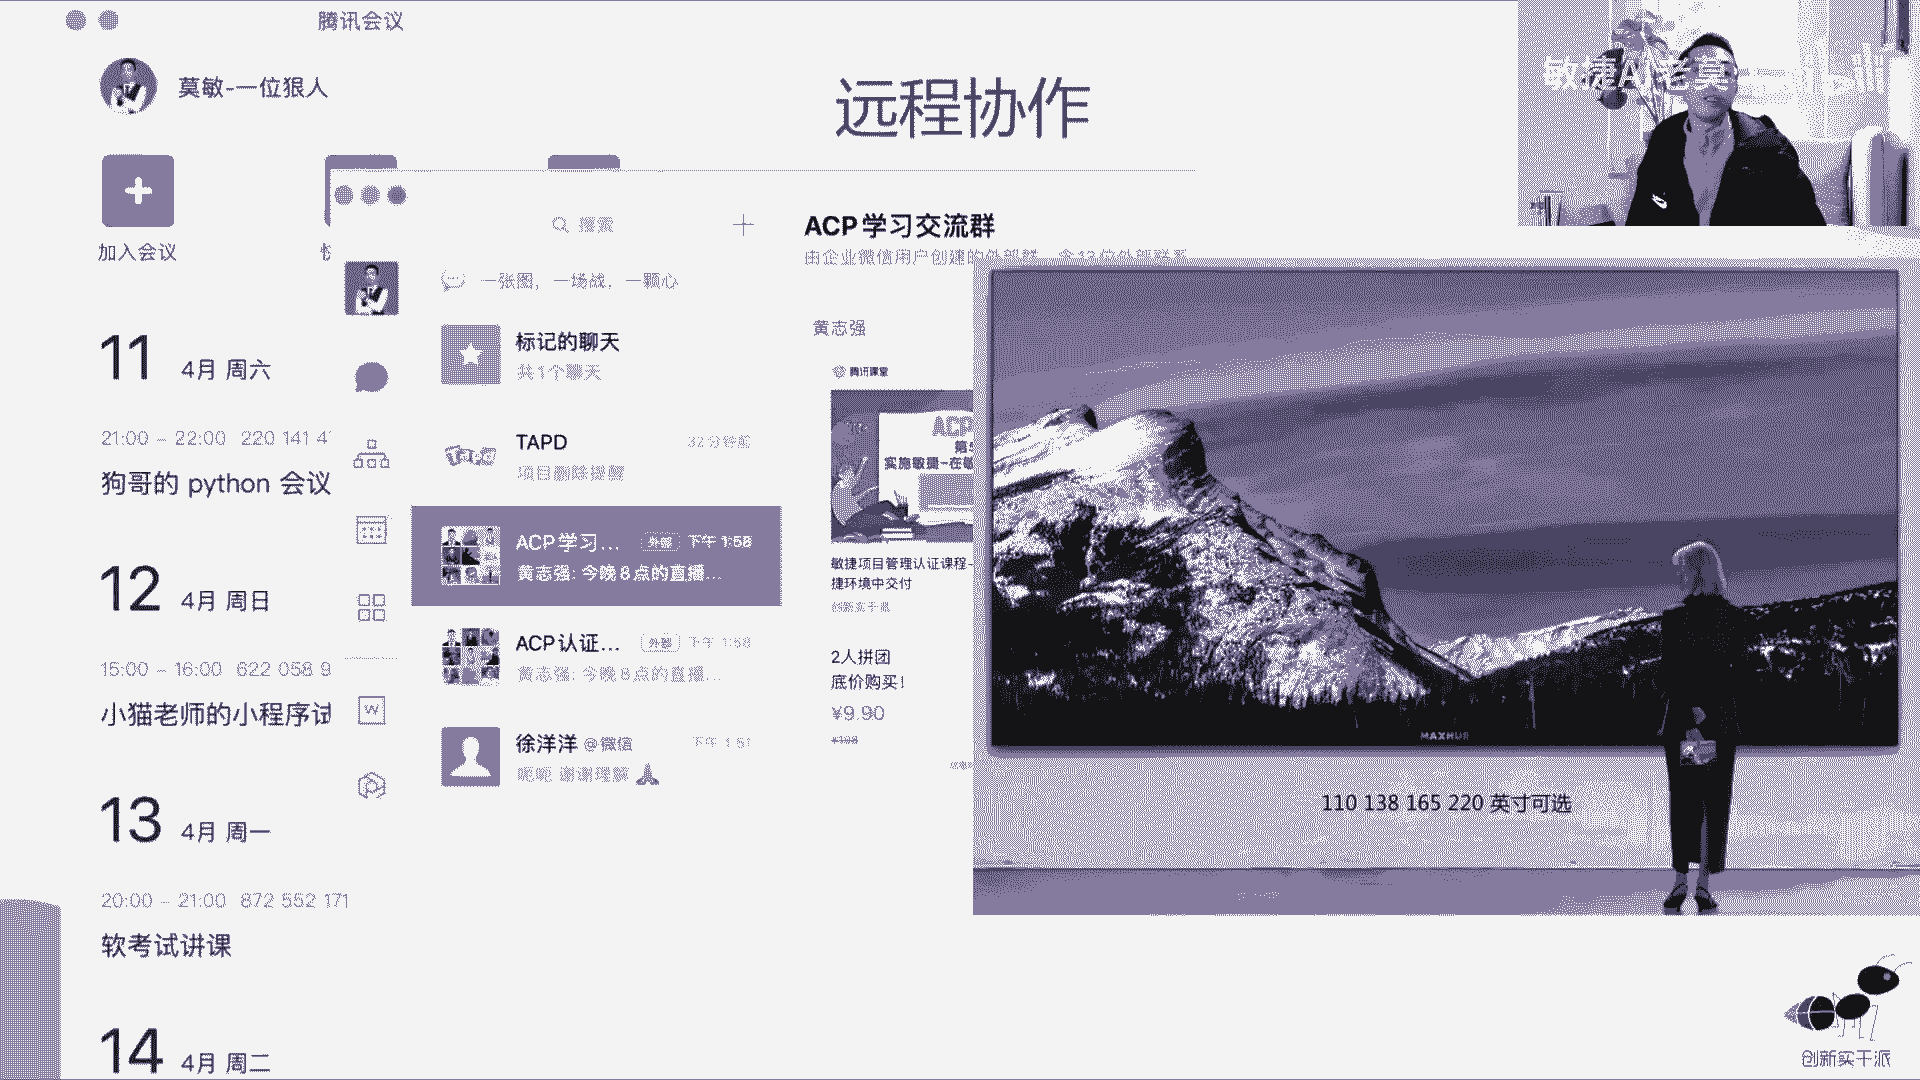 腾讯会议
莫敏-一位狠人
远程协作
敏捷AI老莫
加入会议
搜索
ACP学习交流群
由企业微信用户创建的外部群，含13位外部联系
一张图，一场战，一颗心
黄志强
标记的聊天
共1个聊天
腾讯课堂
11 4月 周六
21:00 – 22:00 220 141 4
狗哥的 python 会议
TAPD
32分钟前
项目删除提醒
ACP
实施敏捷-在敏
ACP学习... 外部 下午 1:58
黄志强: 今晚8点的直播...
敏捷项目管理认证课程-
捷环境中交付
创新实干派
12 4月 周日
15:00 – 16:00 622 058 9
小猫老师的小程序试
W
ACP认证... 外部 下午 1:58
黄志强: 今晚8点的直播...
2人拼团
底价购买！
¥9.90
¥198
徐洋洋 @微信 下午 1:51
呃呃 谢谢理解
MAXHUB
110 138 165 220 英寸可选
13 4月 周一
20:00 – 21:00 872 552 171
软考试讲课
14 4月 周二
创新实干派